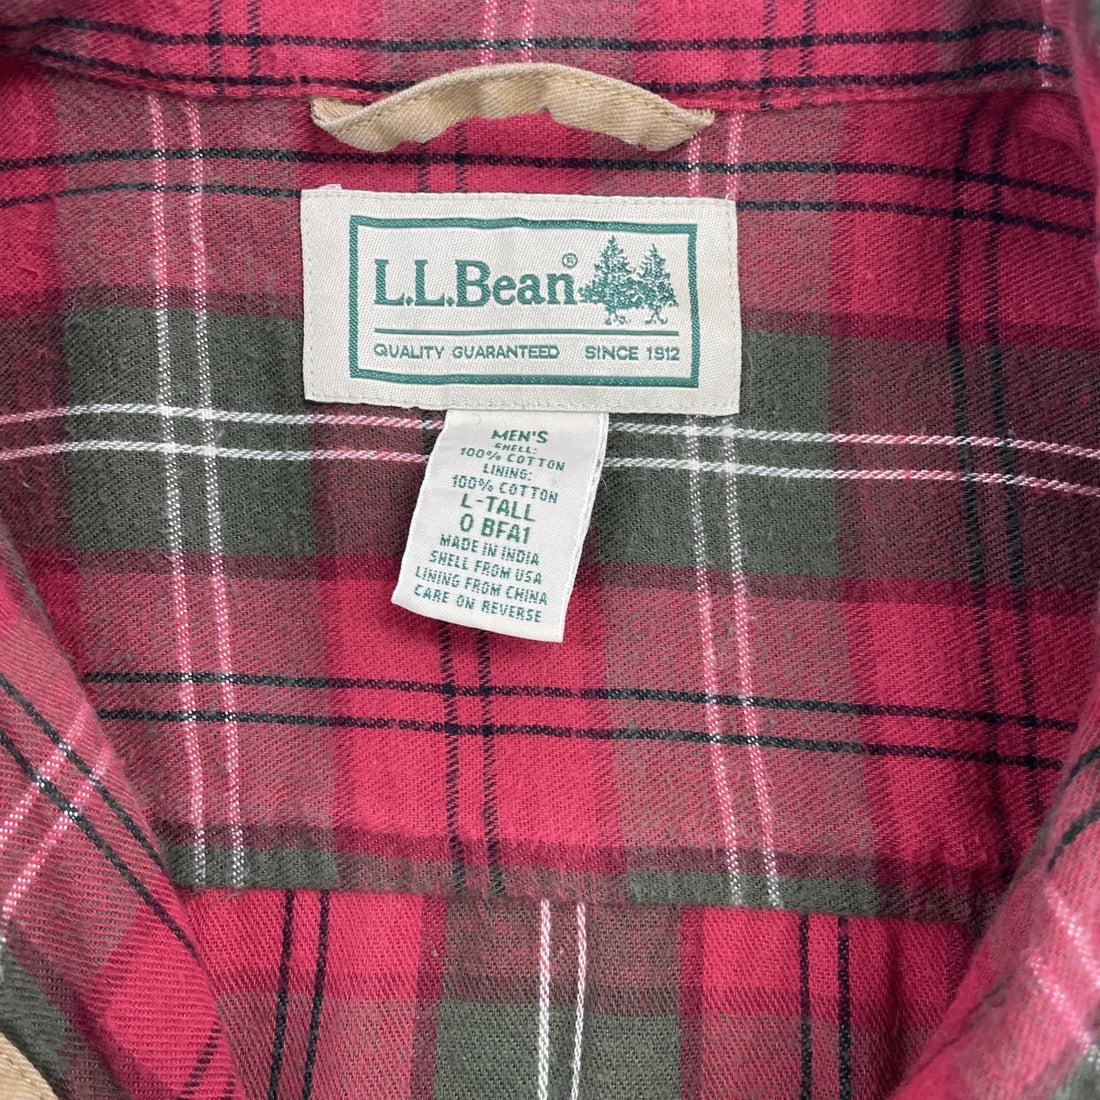 L.L.Bean®
QUALITY GUARANTEED SINCE 1912
MEN'S
SHELL:
100% COTTON
LINING:
100% COTTON
L-TALL
0 BFA1
MADE IN INDIA
SHELL FROM USA
LINING FROM CHINA
CARE ON REVERSE